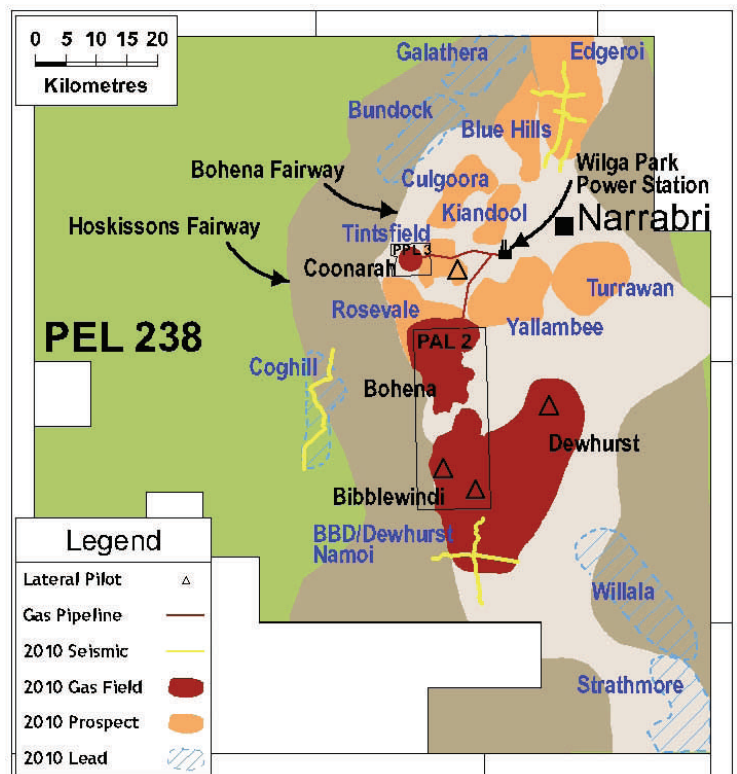 0 5 10 15 20
Kilometres
Galathera
Edgeroi
Bundock
Blue Hills
Bohena Fairway
Wilga Park
Power Station
Culgoora
Kiandool
Narrabri
Hoskissons Fairway
Tintsfield
PPL 3
Coonarah
Turrawan
Rosevale
Yallambee
PEL 238
PAL 2
Coghill
Bohena
Dewhurst
Bibblewindi
BBD/Dewhurst
Namoi
Willala
Strathmore
Legend
Lateral Pilot
Gas Pipeline
2010 Seismic
2010 Gas Field
2010 Prospect
2010 Lead